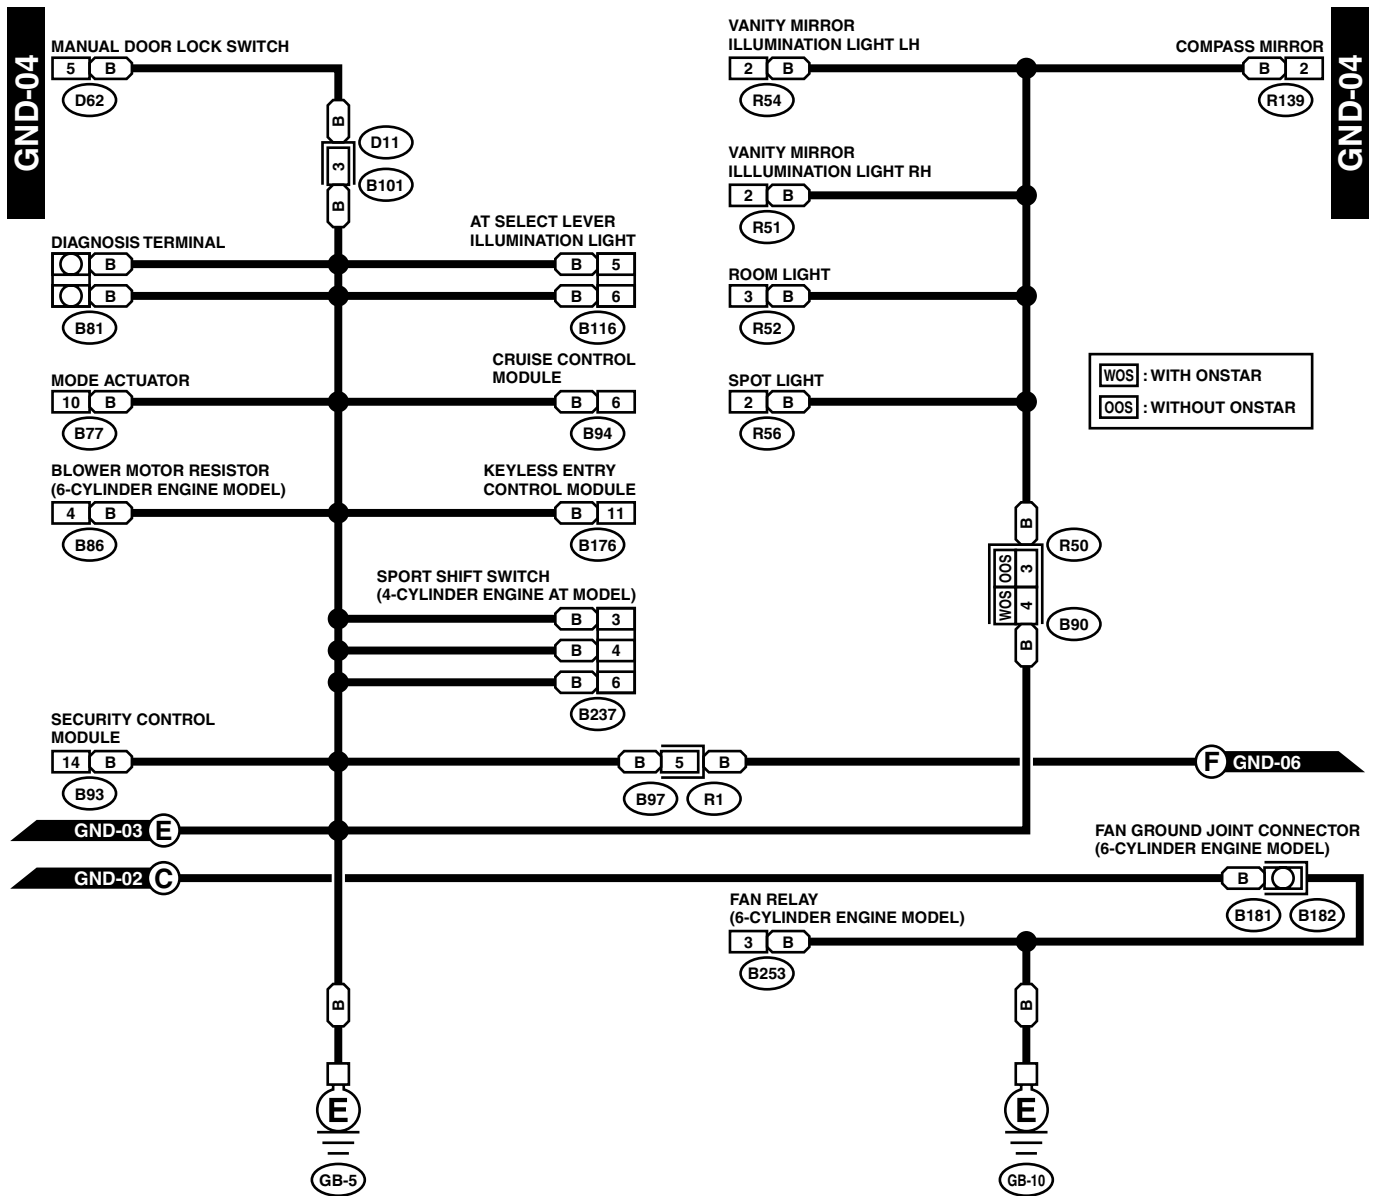 GND-04
MANUAL DOOR LOCK SWITCH
5 B
D62
B
D11
3
B101
B
DIAGNOSIS TERMINAL
B
B
B81
AT SELECT LEVER
ILLUMINATION LIGHT
B 5
B 6
B116
MODE ACTUATOR
10 B
B77
CRUISE CONTROL
MODULE
B 6
B94
BLOWER MOTOR RESISTOR
(6-CYLINDER ENGINE MODEL)
4 B
B86
KEYLESS ENTRY
CONTROL MODULE
B 11
B176
SPORT SHIFT SWITCH
(4-CYLINDER ENGINE AT MODEL)
B 3
B 4
B 6
B237
SECURITY CONTROL
MODULE
14 B
B93
B 5 B
B97 R1
F GND-06
GND-03 E
GND-02 C
B
E
GB-5
VANITY MIRROR
ILLUMINATION LIGHT LH
2 B
R54
COMPASS MIRROR
B 2
R139
GND-04
VANITY MIRROR
ILLLUMINATION LIGHT RH
2 B
R51
ROOM LIGHT
3 B
R52
SPOT LIGHT
2 B
R56
WOS : WITH ONSTAR
OOS : WITHOUT ONSTAR
B
R50
OOS 3
WOS 4
B90
B
FAN GROUND JOINT CONNECTOR
(6-CYLINDER ENGINE MODEL)
B
B181 B182
FAN RELAY
(6-CYLINDER ENGINE MODEL)
3 B
B253
B
E
GB-10